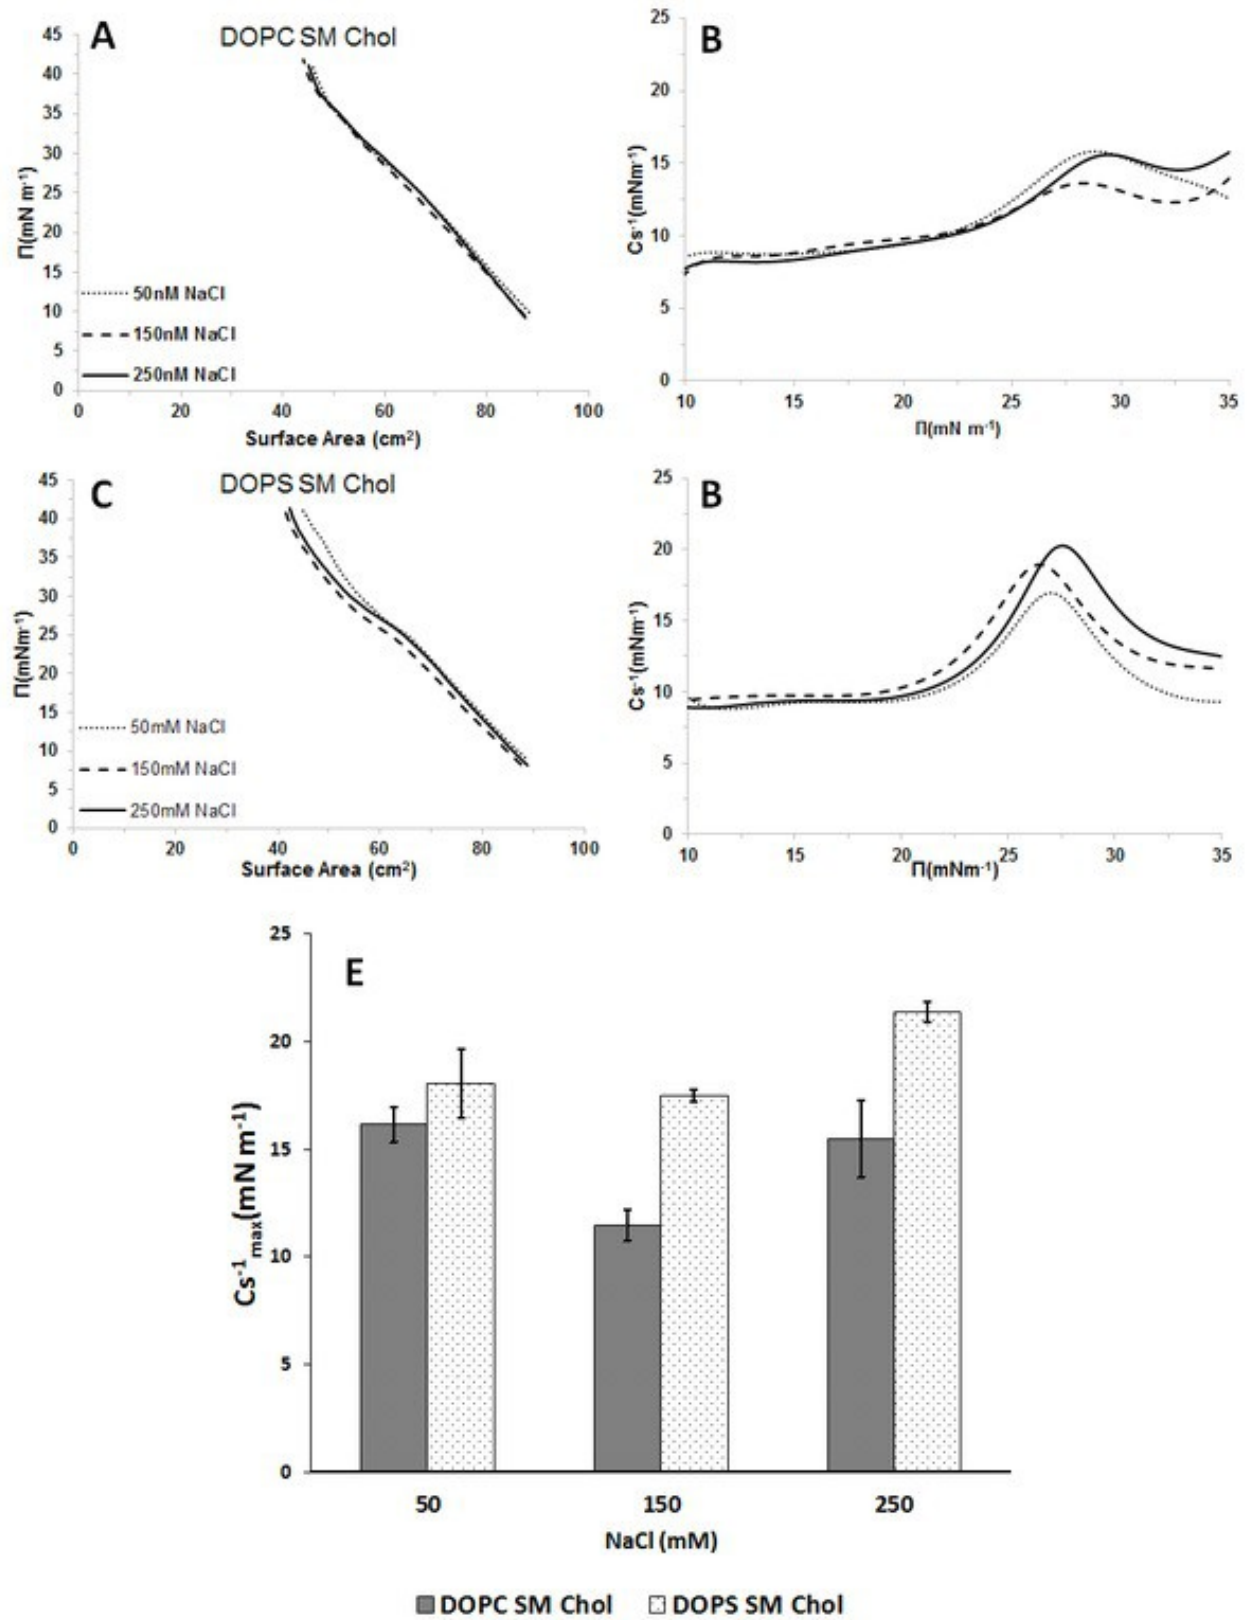 A
DOPC SM Chol
45
40
35
30
25
20
15
10
5
0
Π(mN m⁻¹)
50nM NaCl
150nM NaCl
250nM NaCl
0 20 40 60 80 100
Surface Area (cm²)
B
25
20
15
10
5
0
Cs⁻¹(mNm⁻¹)
10 15 20 25 30 35
Π(mN m⁻¹)
C
DOPS SM Chol
45
40
35
30
25
20
15
10
5
0
Π(mNm⁻¹)
50mM NaCl
150mM NaCl
250mM NaCl
0 20 40 60 80 100
Surface Area (cm²)
B
25
20
15
10
5
0
Cs⁻¹(mNm⁻¹)
10 15 20 25 30 35
Π(mNm⁻¹)
E
25
20
15
10
5
0
Cs⁻¹max(mN m⁻¹)
50 150 250
NaCl (mM)
DOPC SM Chol DOPS SM Chol